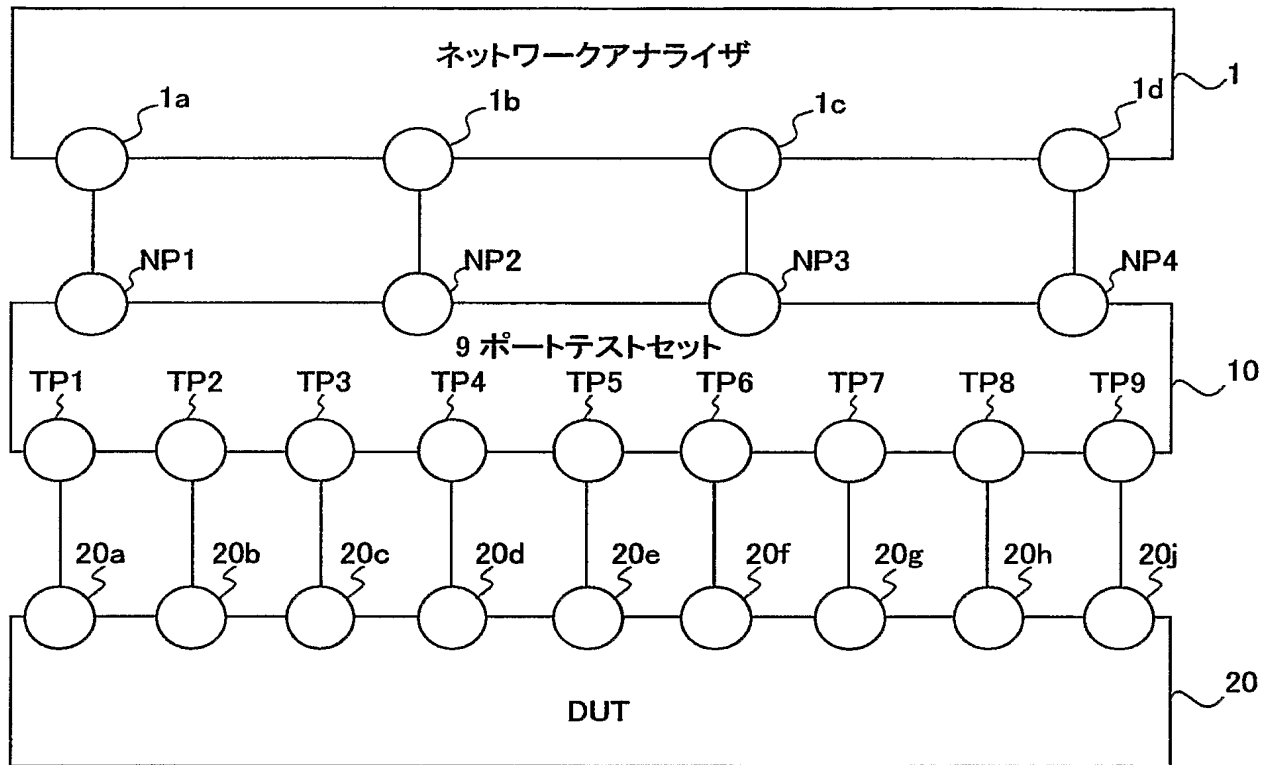 ネットワークアナライザ
1
1a 1b 1c 1d
NP1 NP2 NP3 NP4
9 ポートテストセット
10
TP1 TP2 TP3 TP4 TP5 TP6 TP7 TP8 TP9
20a 20b 20c 20d 20e 20f 20g 20h 20j
20
DUT